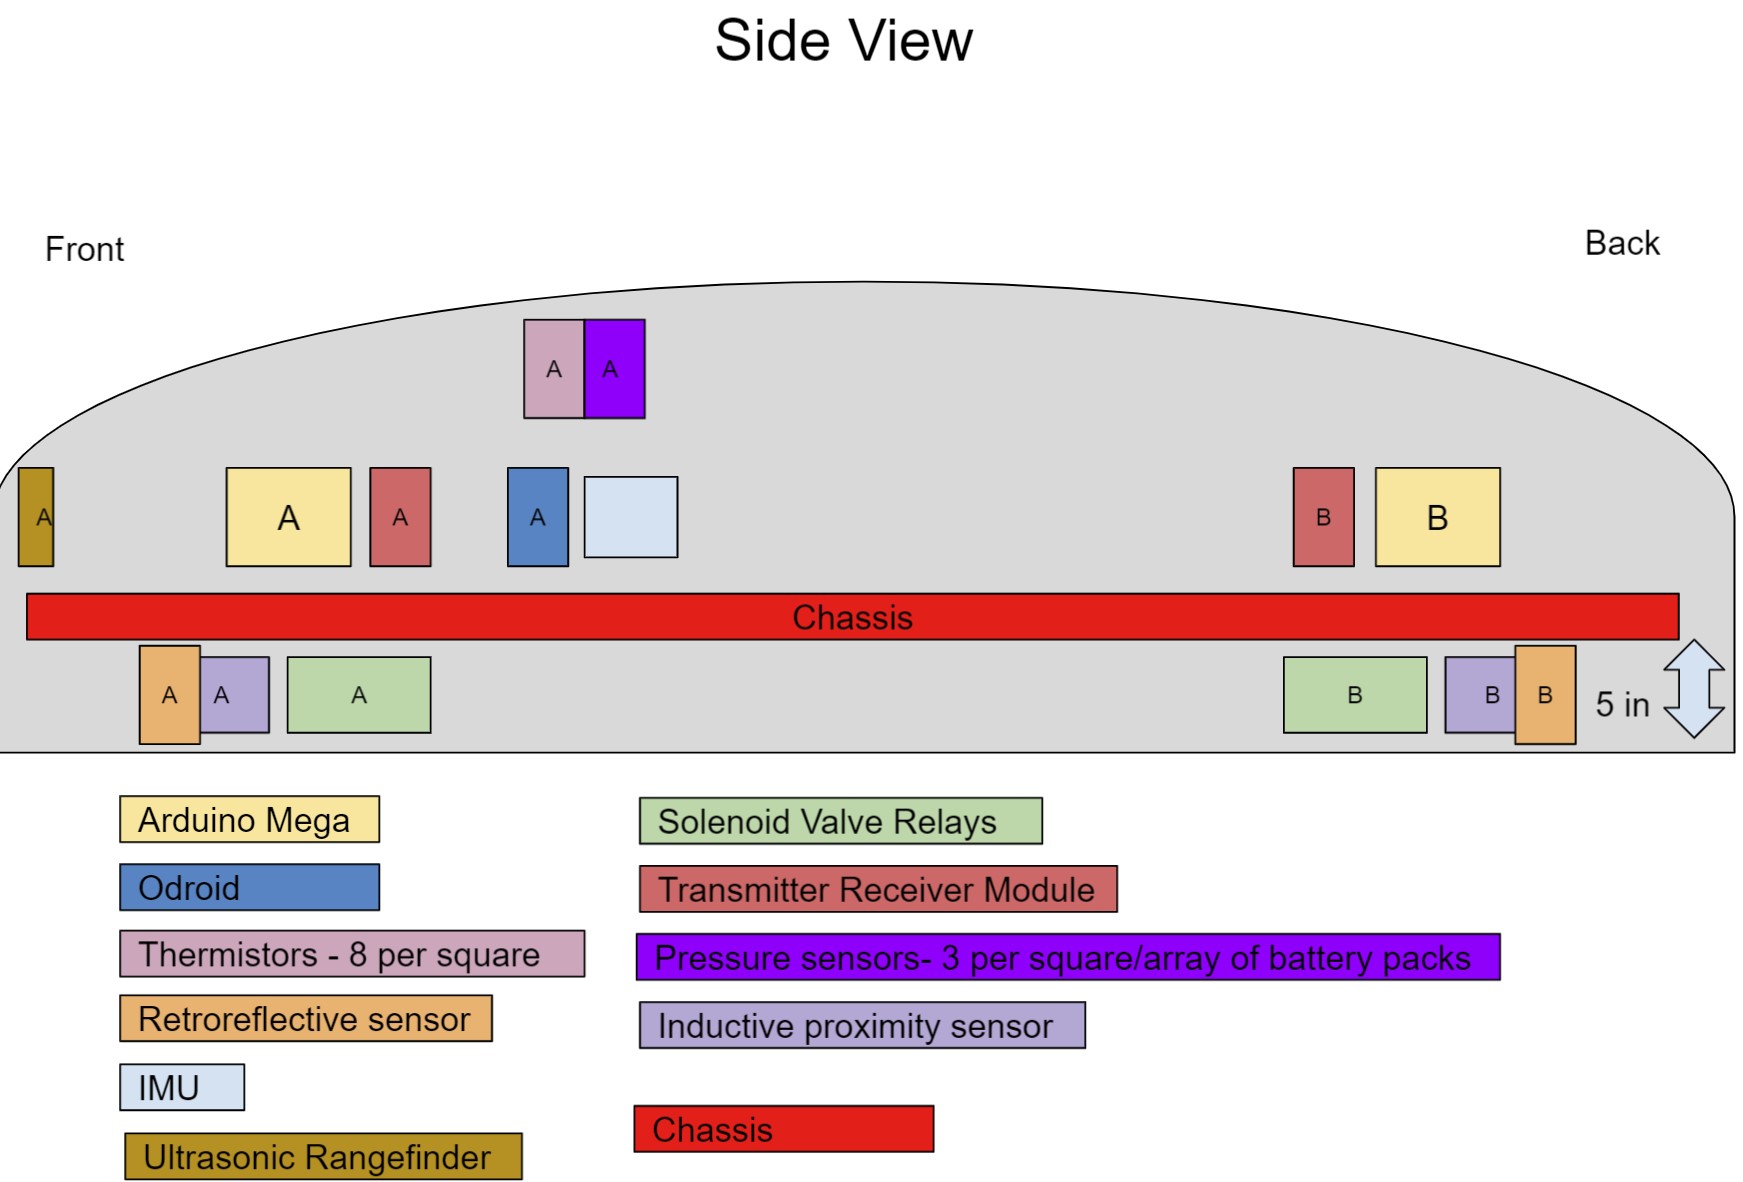 Side View
Front
Back
A A
A
A
A
A
B
B
Chassis
A
A
A
B
B
B
5 in
Arduino Mega
Odroid
Thermistors - 8 per square
Retroreflective sensor
IMU
Ultrasonic Rangefinder
Solenoid Valve Relays
Transmitter Receiver Module
Pressure sensors- 3 per square/array of battery packs
Inductive proximity sensor
Chassis